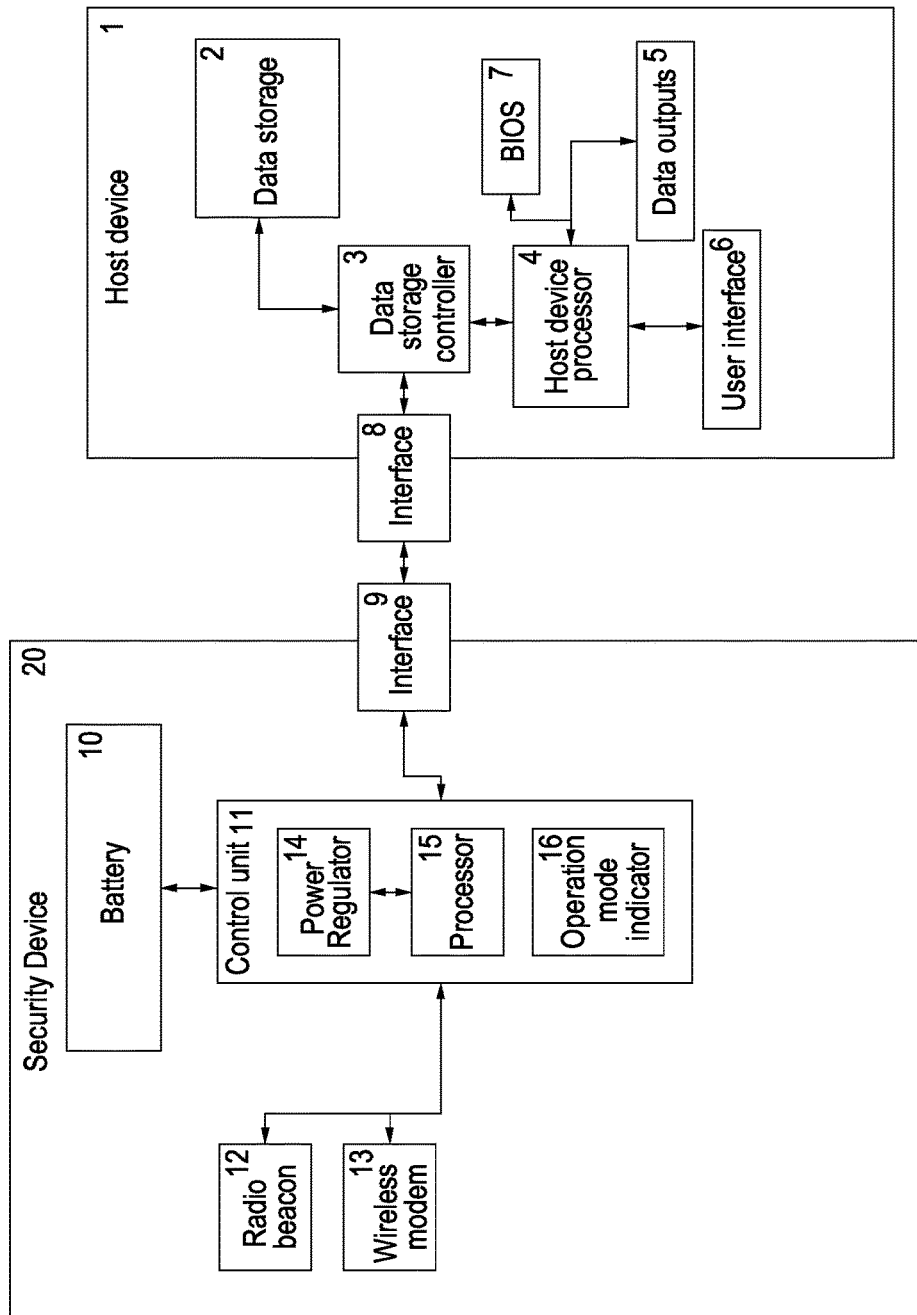 Security Device
20
10
Battery
Control unit 11
14
Power
Regulator
15
Processor
16
Operation
mode
indicator
12
Radio
beacon
13
Wireless
modem
9
Interface
8
Interface
Host device
1
2
Data storage
3
Data
storage
controller
4
Host device
processor
7
BIOS
5
Data outputs
User interface 6